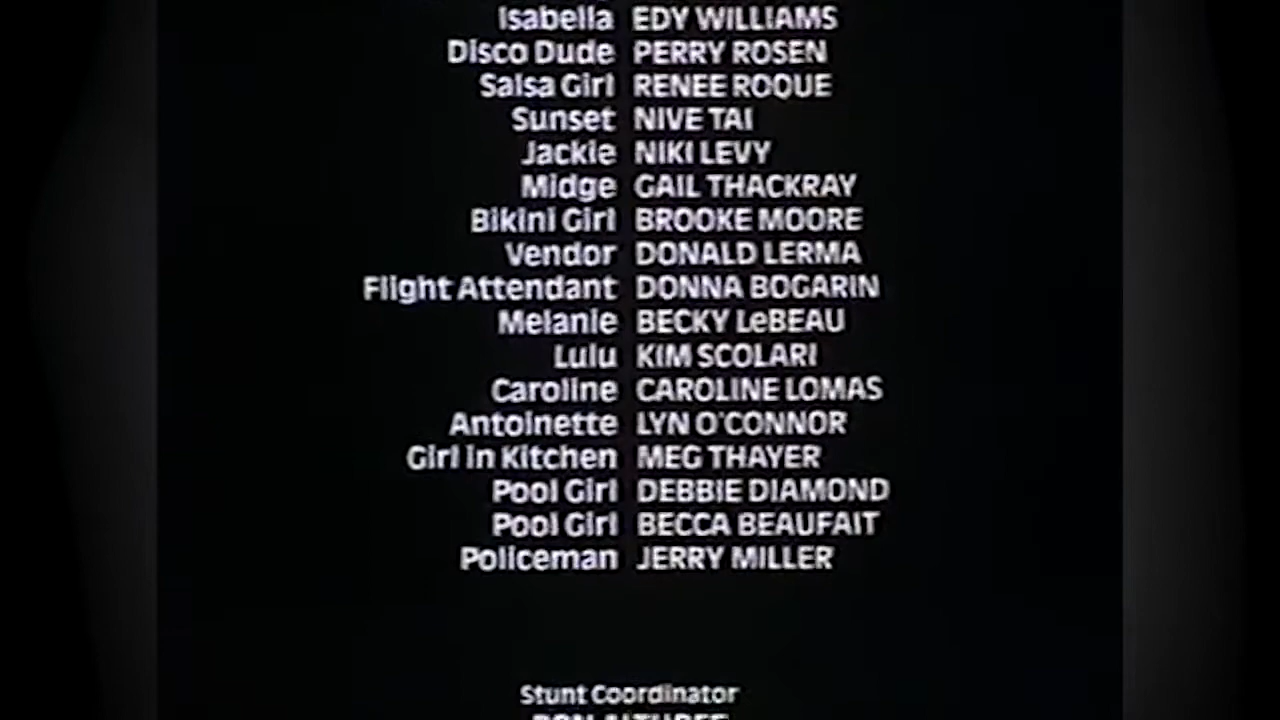 Isabella EDY WILLIAMS
Disco Dude PERRY ROSEN
Salsa Girl RENEE ROQUE
Sunset NIVE TAI
Jackie NIKI LEVY
Midge GAIL THACKRAY
Bikini Girl BROOKE MOORE
Vendor DONALD LERMA
Flight Attendant DONNA BOGARIN
Melanie BECKY LeBEAU
Lulu KIM SCOLARI
Caroline CAROLINE LOMAS
Antoinette LYN O'CONNOR
Girl in Kitchen MEG THAYER
Pool Girl DEBBIE DIAMOND
Pool Girl BECCA BEAUFAIT
Policeman JERRY MILLER
Stunt Coordinator